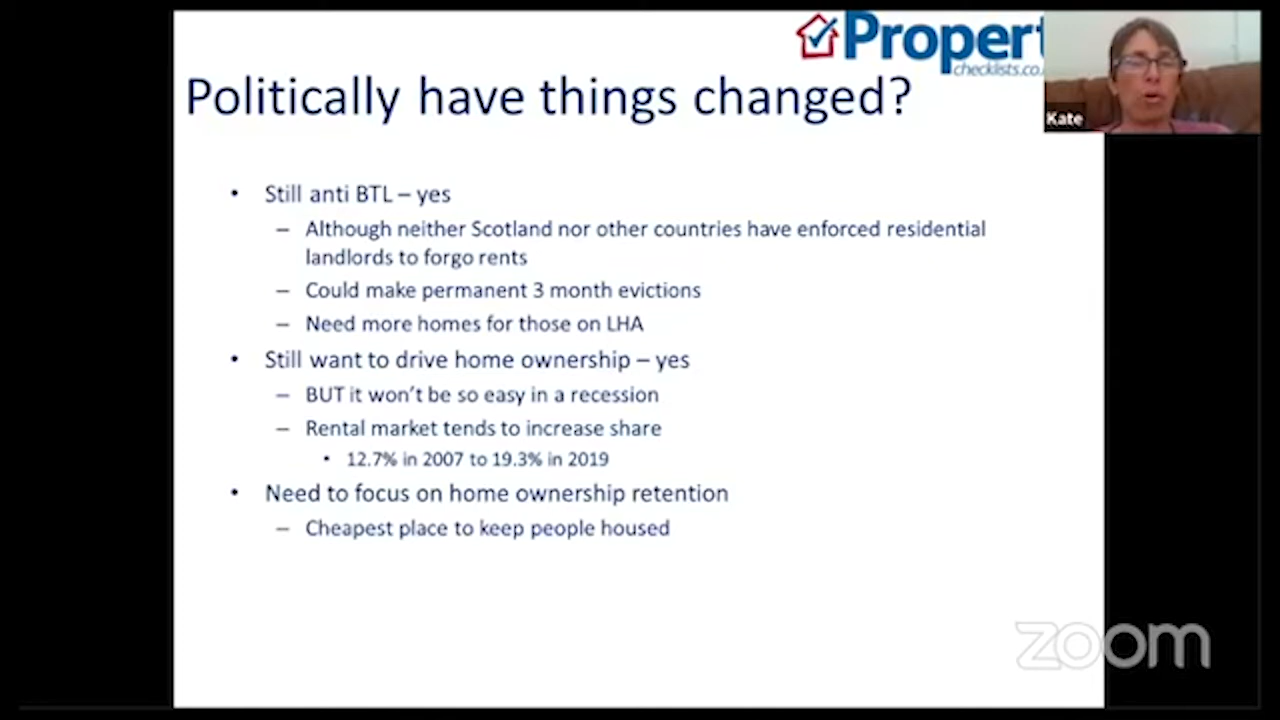 Propert
checklists.co.
Kate
Politically have things changed?
• Still anti BTL – yes
– Although neither Scotland nor other countries have enforced residential
landlords to forgo rents
– Could make permanent 3 month evictions
– Need more homes for those on LHA
• Still want to drive home ownership – yes
– BUT it won't be so easy in a recession
– Rental market tends to increase share
• 12.7% in 2007 to 19.3% in 2019
• Need to focus on home ownership retention
– Cheapest place to keep people housed
zoom